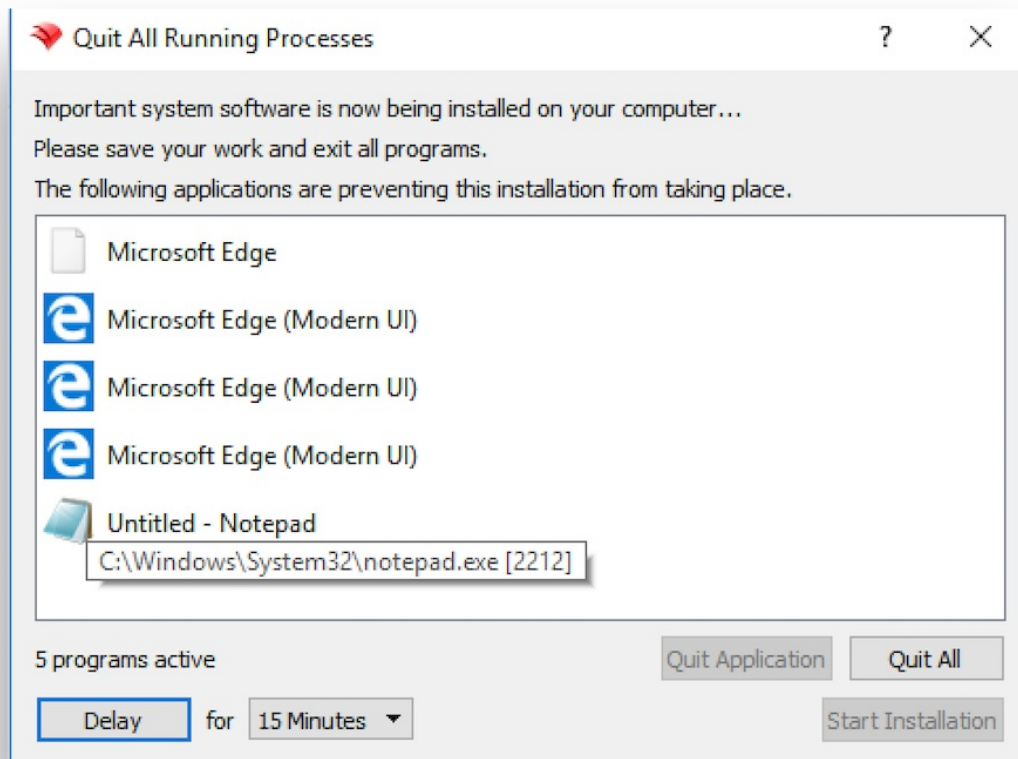 Quit All Running Processes ?
Important system software is now being installed on your computer...
Please save your work and exit all programs.
The following applications are preventing this installation from taking place.
Microsoft Edge
Microsoft Edge (Modern UI)
Microsoft Edge (Modern UI)
Microsoft Edge (Modern UI)
Untitled - Notepad
C:\Windows\System32\notepad.exe [2212]
5 programs active Quit Application Quit All
Delay for 15 Minutes Start Installation